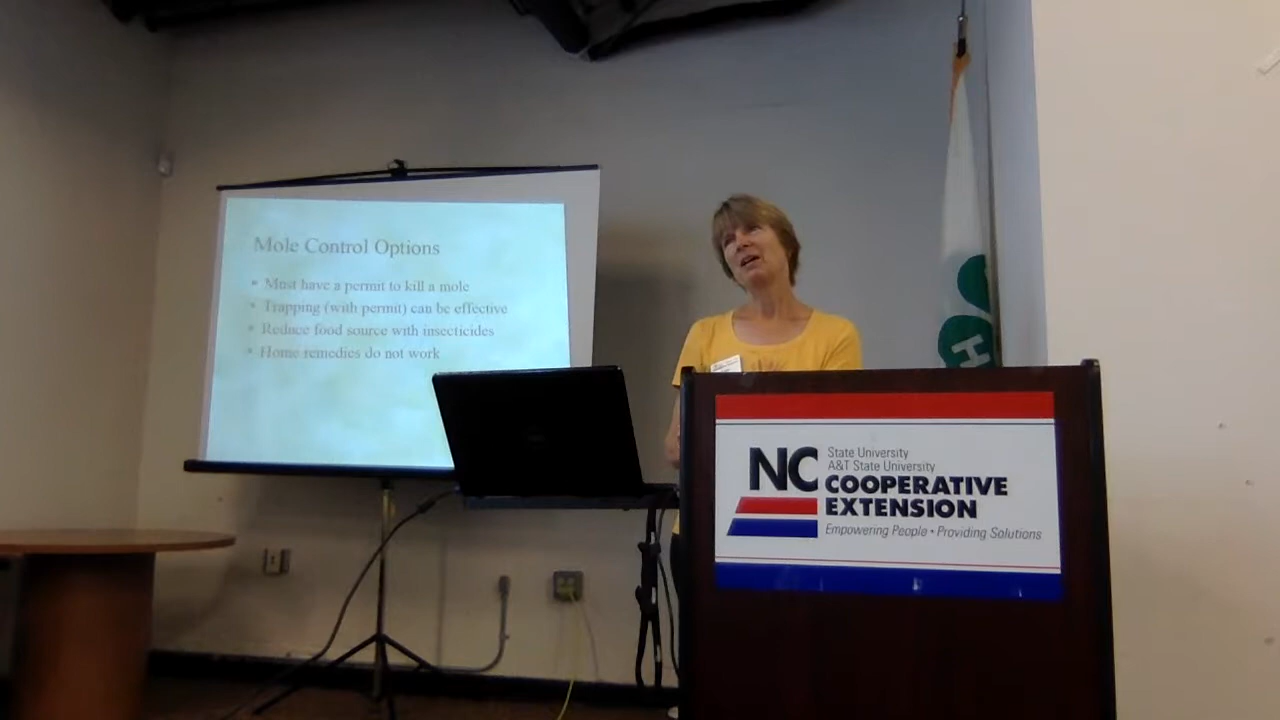 Mole Control Options
Must have a permit to kill a mole
Trapping (with permit) can be effective
Reduce food source with insecticides
Home remedies do not work
H
NC
State University
A&T State University
COOPERATIVE
EXTENSION
Empowering People • Providing Solutions